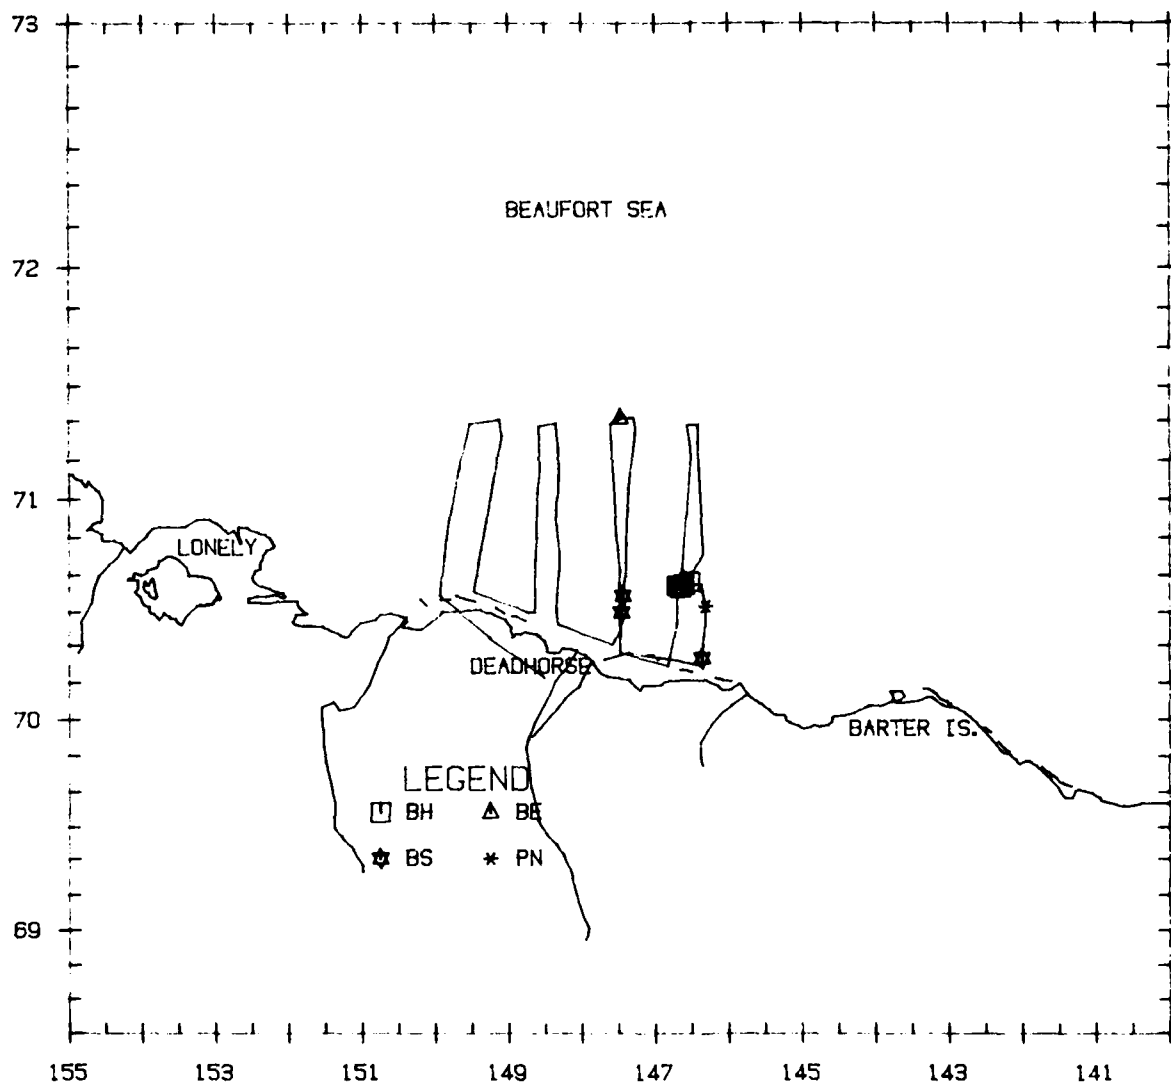 73
BEAUFORT SEA
72
71
LONELY
DEADHORSE
70
BARTER IS.
LEGEND
BH BE
BS PN
69
155 153 151 149 147 145 143 141